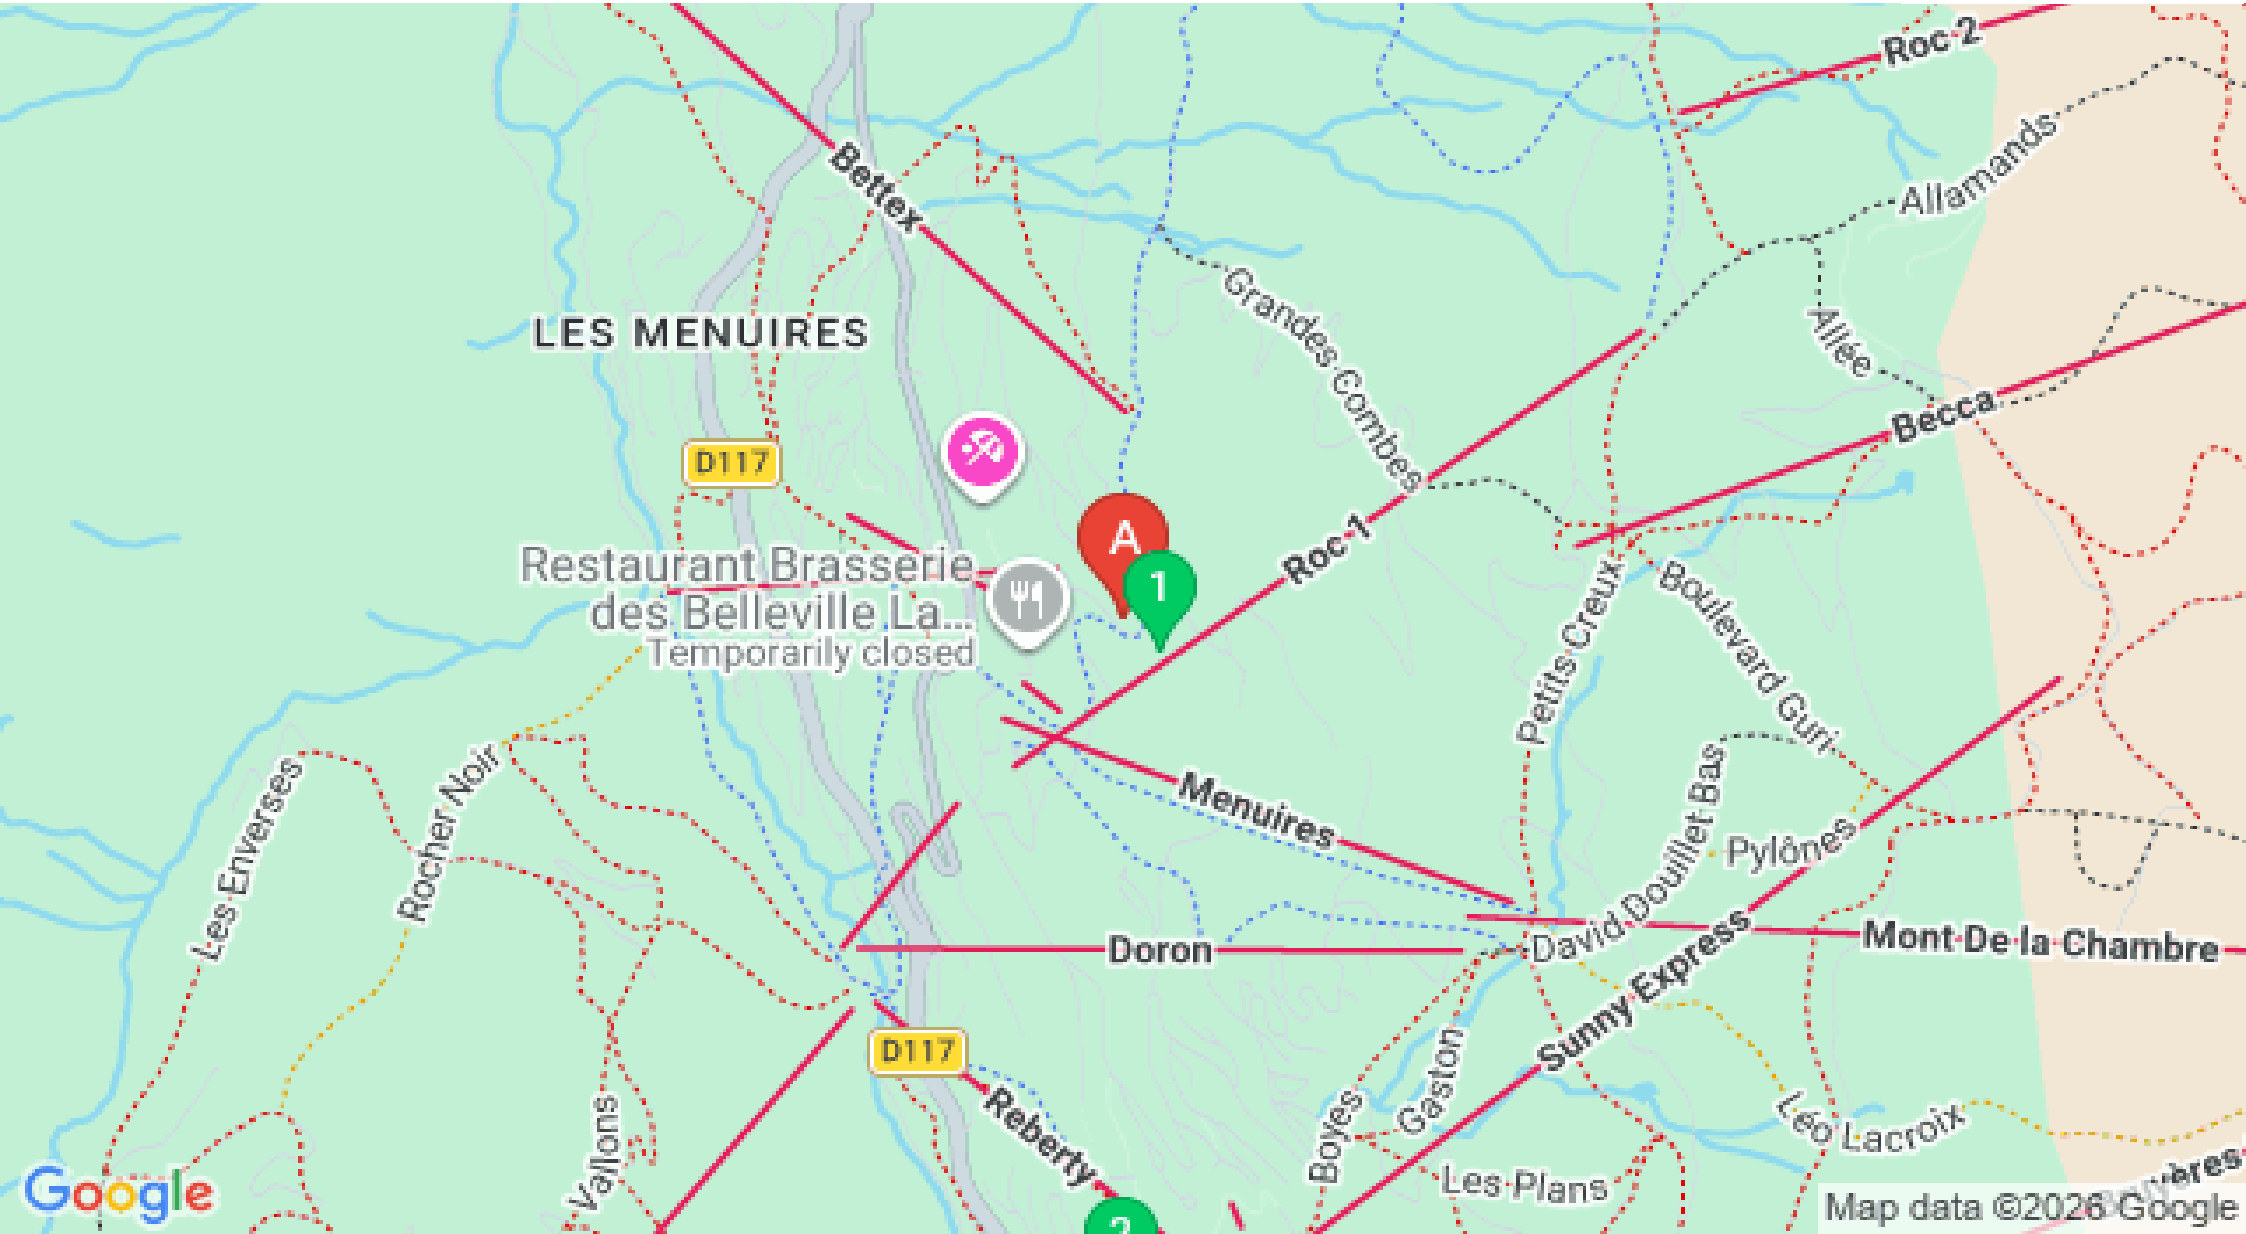 Roc 2
Allamands
Bettex
Grandes Combes
Allée
LES MENUIRES
Becca
D117
A
Roc 1
Restaurant Brasserie
des Belleville La...
Temporarily closed
1
Petits Creux
Boulevard Guri
Les Enverses
Rocher Noir
Menuires
David Douillet Bas
Pylônes
Doron
Mont De la Chambre
Sunny Express
D117
Reberty
Gaston
Boyes
Léo Lacroix
Vallons
Les Plans
Google
2
Map data ©2026 Google